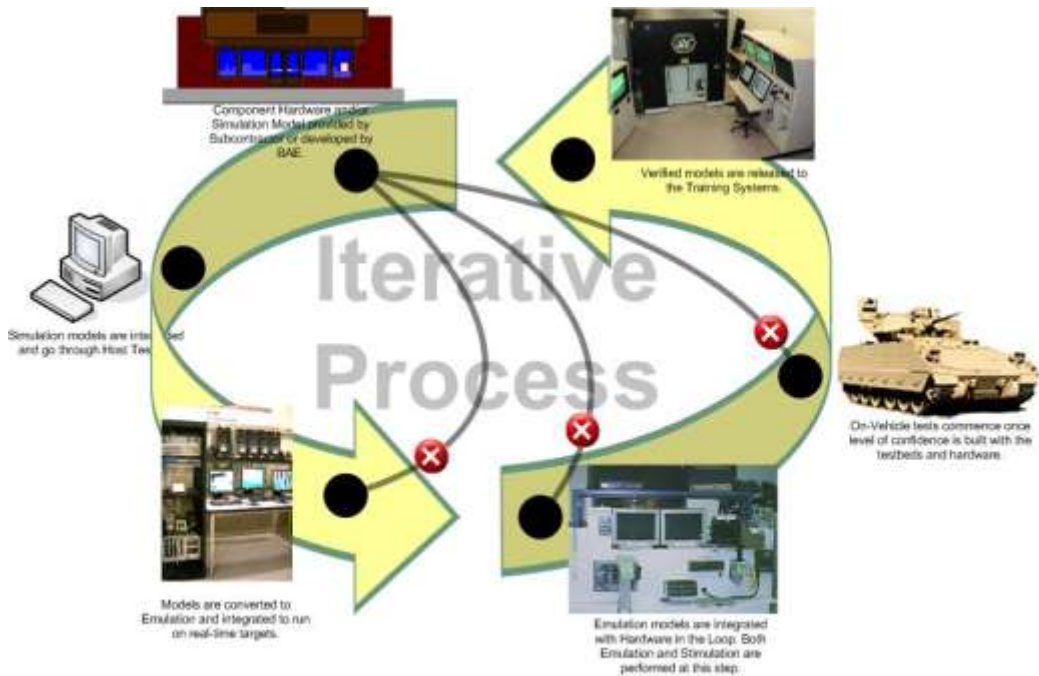 Component Hardware and/or
Simulation Model provided by
Subcontractor or developed by
BAE.
Verified models are released to
the Training Systems.
Iterative
Process
Simulation models are
and go through Host
On-Vehicle tests commence once
level of confidence is built with the
testbeds and hardware.
Models are converted to
Emulation and integrated to run
on real-time targets.
Emulation models are integrated
with Hardware in the Loop. Both
Emulation and Stimulation are
performed at this step.